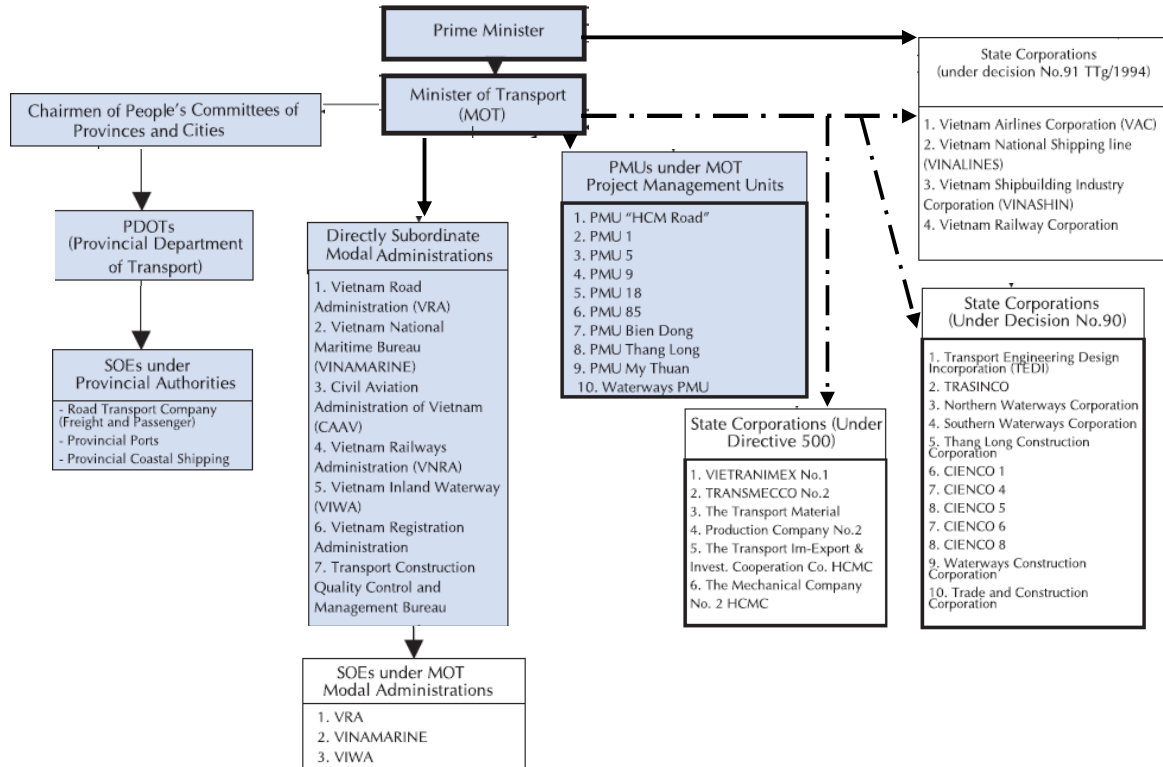 Prime Minister
Minister of Transport
(MOT)
Chairmen of People's Committees of
Provinces and Cities
PDOTs
(Provincial Department
of Transport)
SOEs under
Provincial Authorities
- Road Transport Company
(Freight and Passenger)
- Provincial Ports
- Provincial Coastal Shipping
Directly Subordinate
Modal Administrations
1. Vietnam Road
Administration (VRA)
2. Vietnam National
Maritime Bureau
(VINAMARINE)
3. Civil Aviation
Administration of Vietnam
(CAAV)
4. Vietnam Railways
Administration (VNRA)
5. Vietnam Inland Waterway
(VIWA)
6. Vietnam Registration
Administration
7. Transport Construction
Quality Control and
Management Bureau
SOEs under MOT
Modal Administrations
1. VRA
2. VINAMARINE
3. VIWA
PMUs under MOT
Project Management Units
1. PMU "HCM Road"
2. PMU 1
3. PMU 5
4. PMU 9
5. PMU 18
6. PMU 85
7. PMU Bien Dong
8. PMU Thang Long
9. PMU My Thuan
10. Waterways PMU
State Corporations (Under
Directive 500)
1. VIETRANIMEX No.1
2. TRANSMECCO No.2
3. The Transport Material
4. Production Company No.2
5. The Transport Im-Export &
Invest. Cooperation Co. HCMC
6. The Mechanical Company
No. 2 HCMC
State Corporations
(under decision No.91 TTg/1994)
1. Vietnam Airlines Corporation (VAC)
2. Vietnam National Shipping line
(VINALINES)
3. Vietnam Shipbuilding Industry
Corporation (VINASHIN)
4. Vietnam Railway Corporation
State Corporations
(Under Decision No.90)
1. Transport Engineering Design
Incorporation (TEDI)
2. TRASINCO
3. Northern Waterways Corporation
4. Southern Waterways Corporation
5. Thang Long Construction
Corporation
6. CIENCO 1
7. CIENCO 4
8. CIENCO 5
7. CIENCO 6
8. CIENCO 8
9. Waterways Construction
Corporation
10. Trade and Construction
Corporation